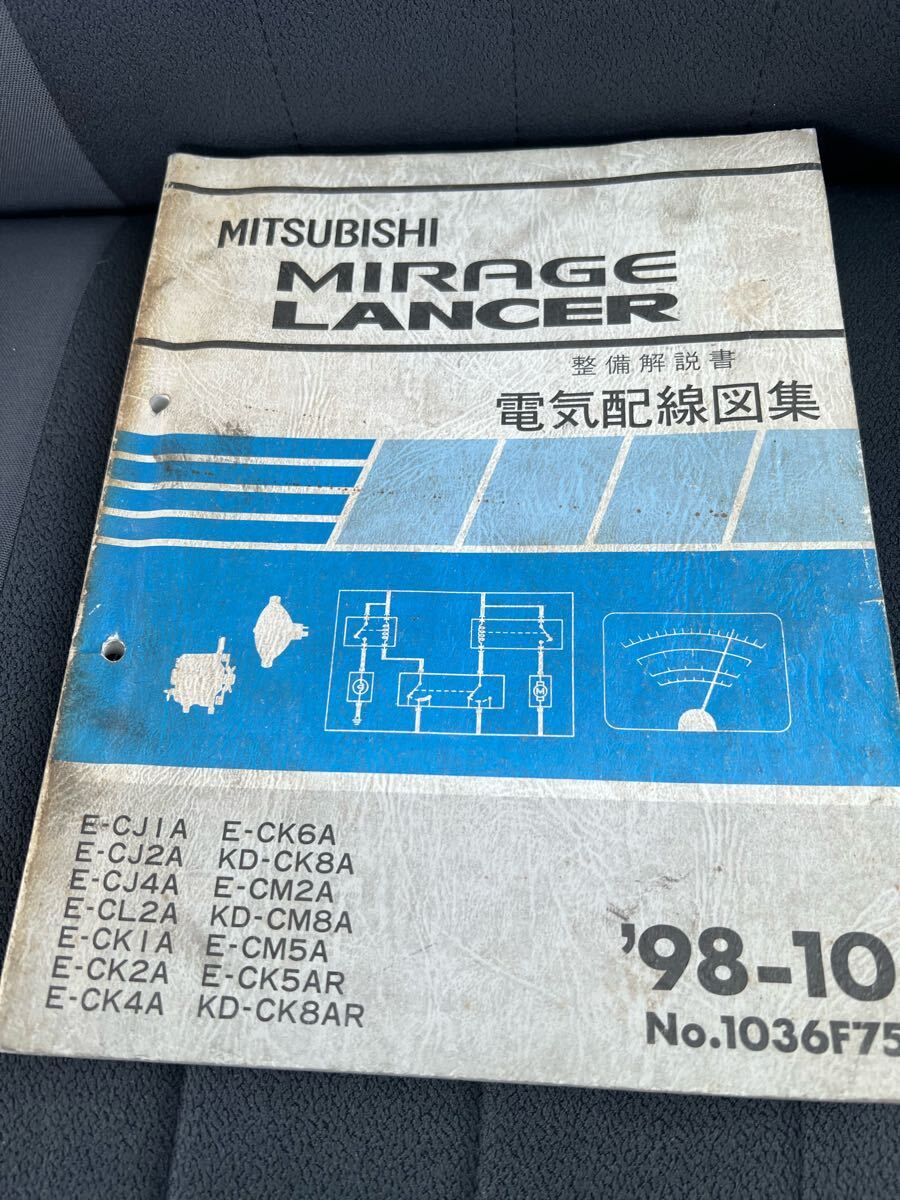 MITSUBISHI
MIRAGE
LANCER
整備解説書
電気配線図集
M
E-CJ1A E-CK6A
E-CJ2A KD-CK8A
E-CJ4A E-CM2A
E-CL2A KD-CM8A
E-CK1A E-CM5A
E-CK2A E-CK5AR
E-CK4A KD-CK8AR
'98-10
No.1036F75